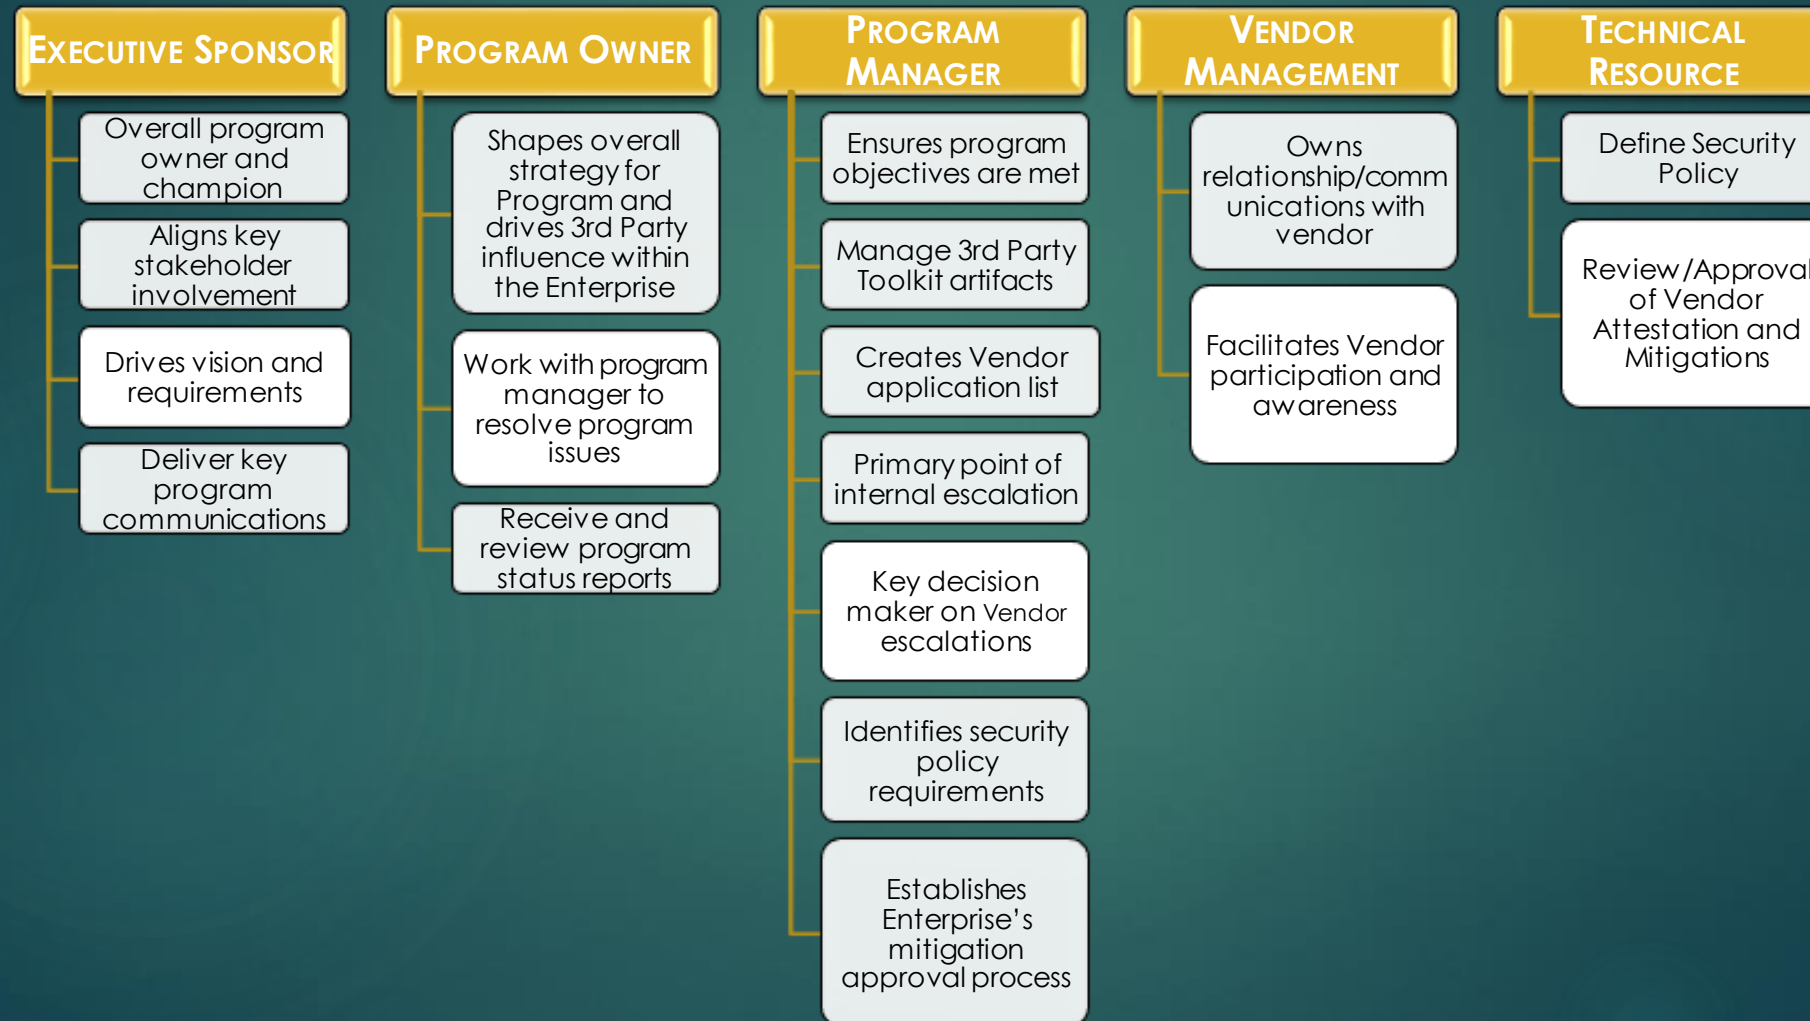 EXECUTIVE SPONSOR
Overall program
owner and
champion
Aligns key
stakeholder
involvement
Drives vision and
requirements
Deliver key
program
communications
PROGRAM OWNER
Shapes overall
strategy for
Program and
drives 3rd Party
influence within
the Enterprise
Work with program
manager to
resolve program
issues
Receive and
review program
status reports
PROGRAM
MANAGER
Ensures program
objectives are met
Manage 3rd Party
Toolkit artifacts
Creates Vendor
application list
Primary point of
internal escalation
Key decision
maker on Vendor
escalations
Identifies security
policy
requirements
Establishes
Enterprise’s
mitigation
approval process
VENDOR
MANAGEMENT
Owns
relationship/comm
unications with
vendor
Facilitates Vendor
participation and
awareness
TECHNICAL
RESOURCE
Define Security
Policy
Review/Approval
of Vendor
Attestation and
Mitigations